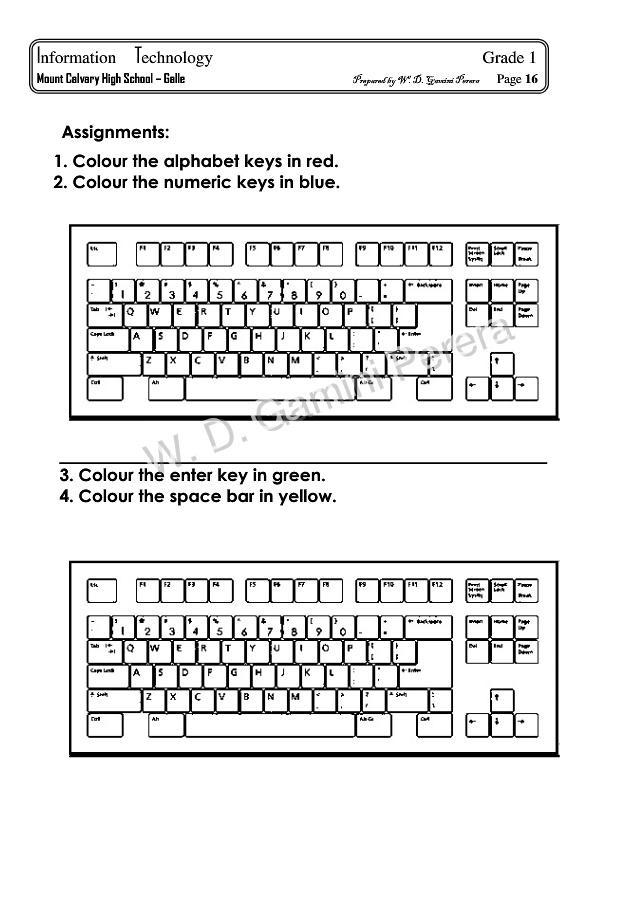 Information Technology Grade 1
Mount Calvary High School – Galle Prepared by W. D. Gamini Perera Page 16
Assignments:
1. Colour the alphabet keys in red.
2. Colour the numeric keys in blue.
Esc F1 F2 F3 F4 F5 F6 F7 F8 F9 F10 F11 F12 Print Screen SysRq Scroll Lock Pause Break
1 2 3 4 5 6 7 8 9 0 - = ← Backspace Insert Home Page Up
Tab Q W E R T Y U I O P Del End Page Down
Caps Lock A S D F G H J K L ← Enter
Shift Z X C V B N M Shift ↑
Ctrl Alt Alt Gr Ctrl ← ↓ →
W. D. Gamini Perera
3. Colour the enter key in green.
4. Colour the space bar in yellow.
Esc F1 F2 F3 F4 F5 F6 F7 F8 F9 F10 F11 F12 Print Screen SysRq Scroll Lock Pause Break
1 2 3 4 5 6 7 8 9 0 - = ← Backspace Insert Home Page Up
Tab Q W E R T Y U I O P Del End Page Down
Caps Lock A S D F G H J K L ← Enter
Shift Z X C V B N M Shift ↑
Ctrl Alt Alt Gr Ctrl ← ↓ →